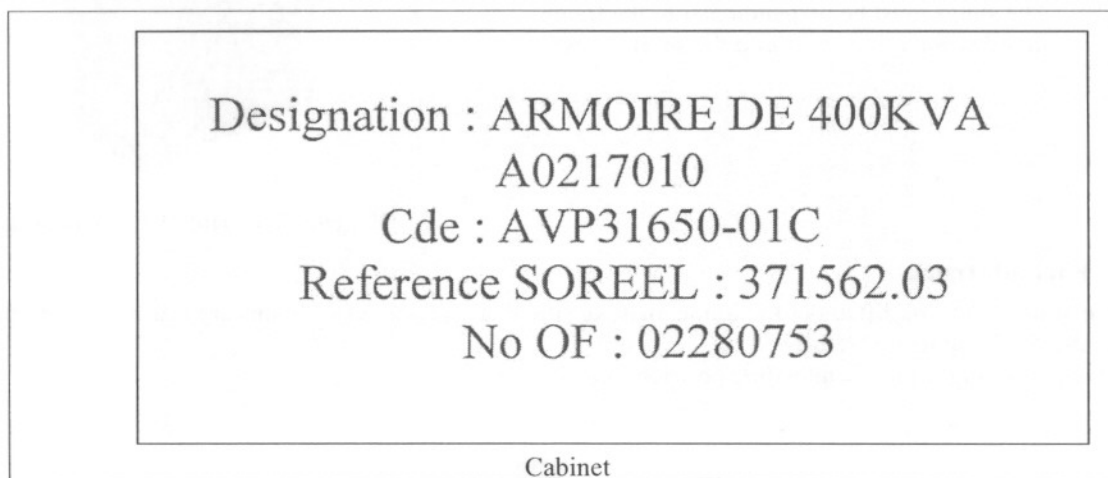 Designation : ARMOIRE DE 400KVA
A0217010
Cde : AVP31650-01C
Reference SOREEL : 371562.03
No OF : 02280753
Cabinet